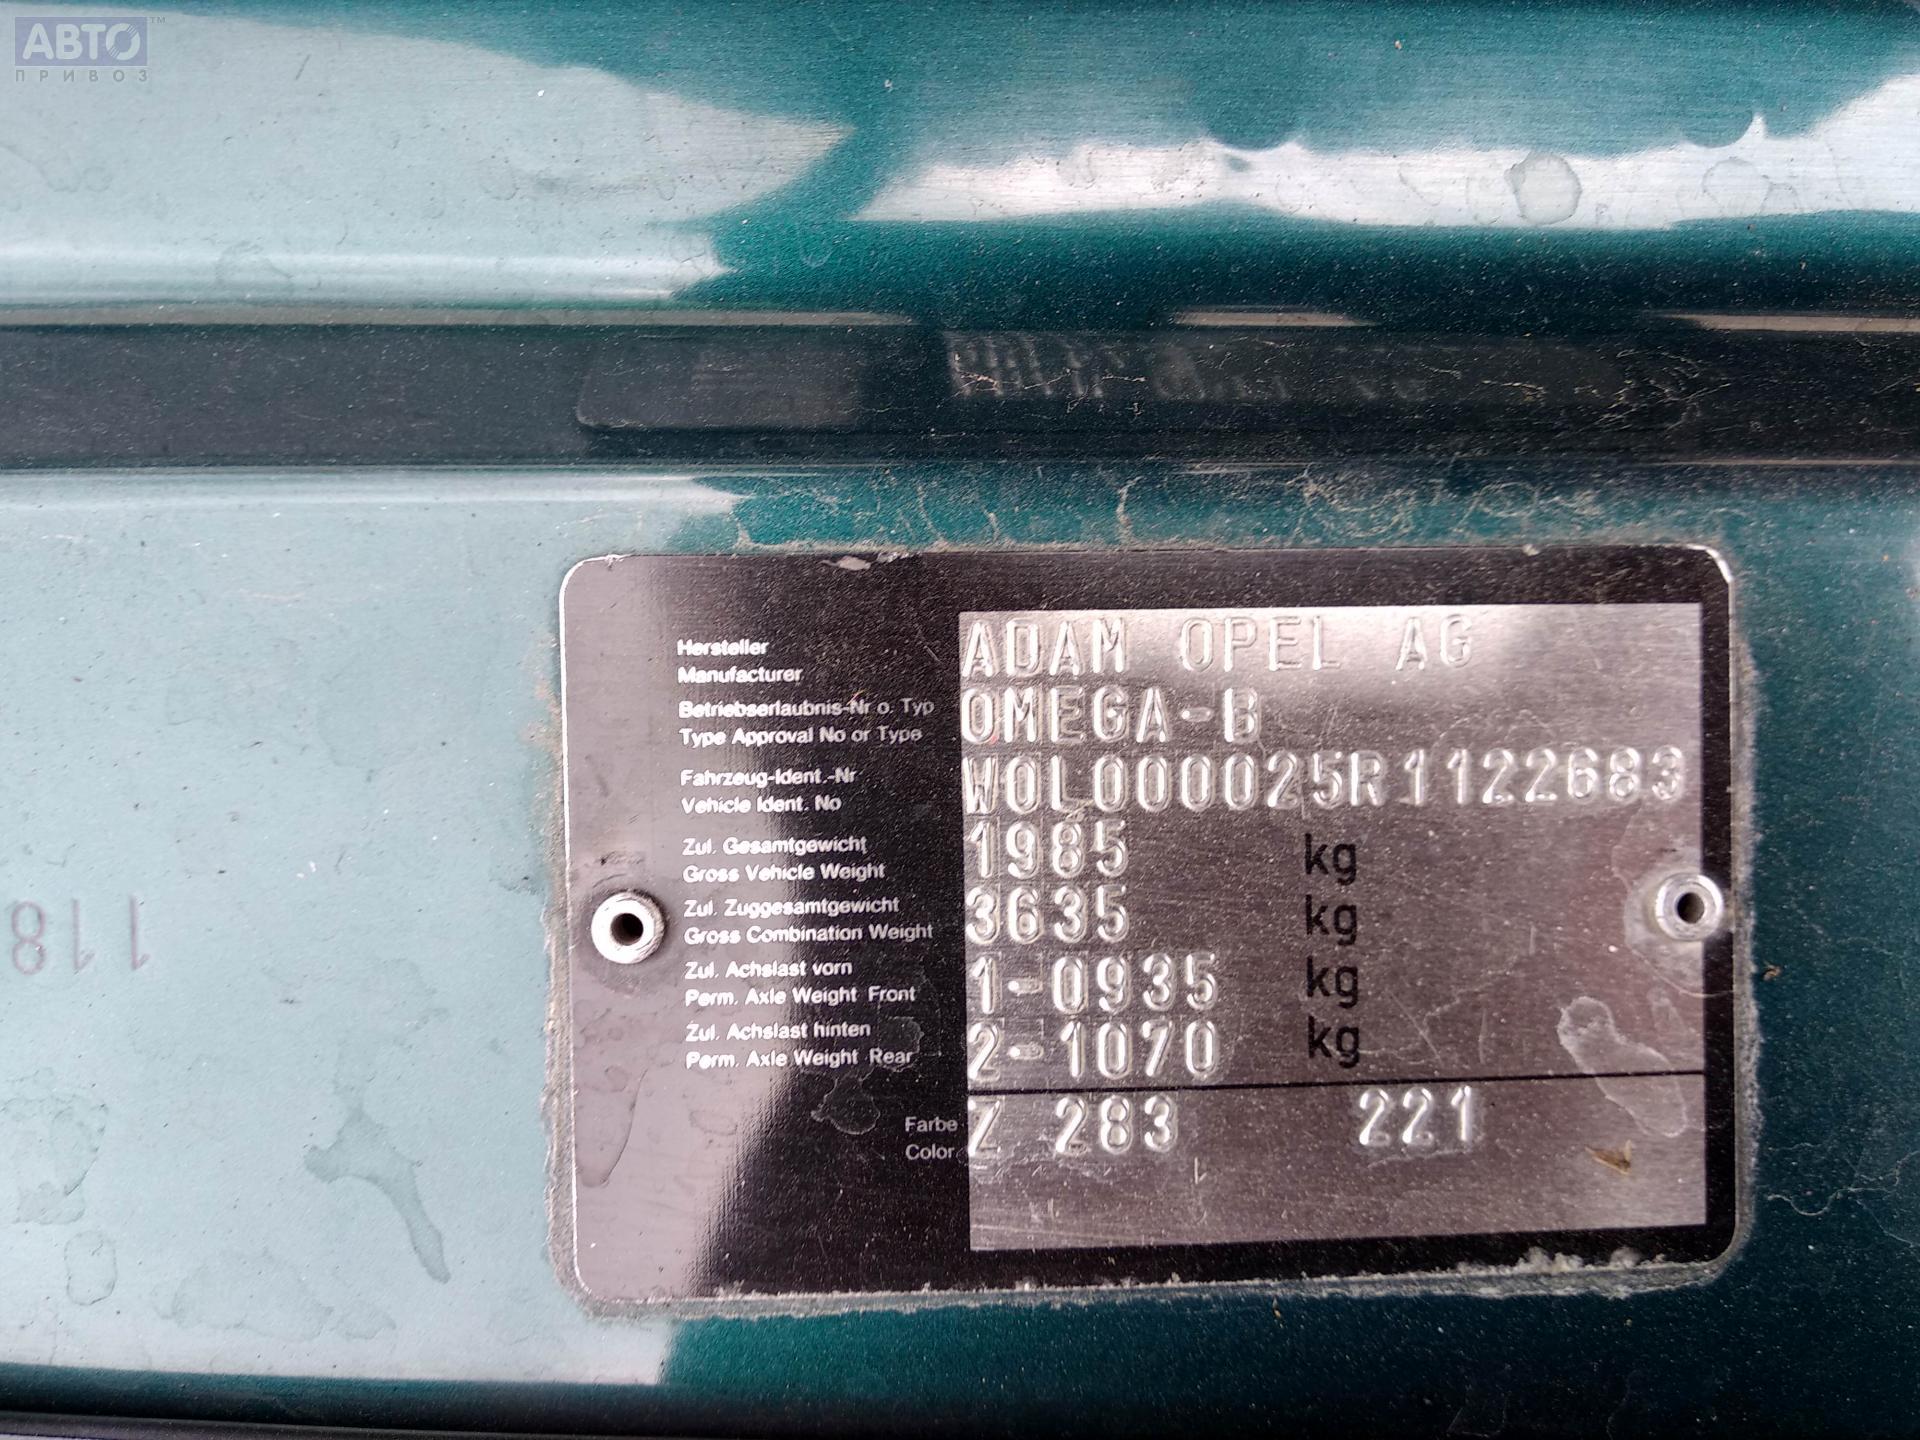 АВТО™
ПРИВОЗ
Hersteller
Manufacturer
ADAM OPEL AG
Betriebserlaubnis-Nr o. Typ
Type Approval No or Type
OMEGA-B
Fahrzeug-Ident.-Nr
Vehicle Ident. No
W0L000025R1122683
Zul. Gesamtgewicht
Gross Vehicle Weight
1985 kg
Zul. Zuggesamtgewicht
Gross Combination Weight
3635 kg
Zul. Achslast vorn
Perm. Axle Weight Front
1-0935 kg
Zul. Achslast hinten
Perm. Axle Weight Rear
2-1070 kg
Farbe
Color
Z 283 221
118